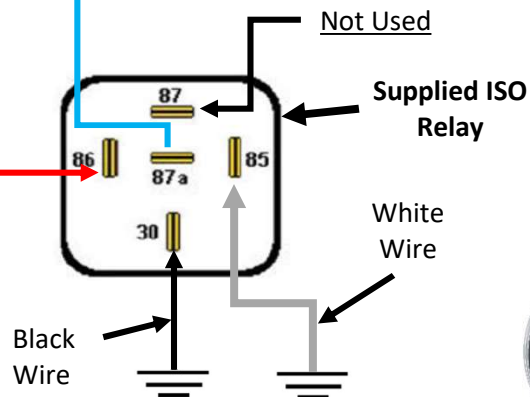 Not Used
87
Supplied ISO
Relay
86
87a
85
30
White
Wire
Black
Wire